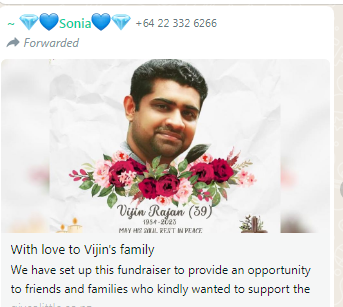 ~ 💎💙Sonia💙💎 +64 22 332 6266
Forwarded
Vijin Rajan (39)
1984-2023
MAY HIS SOUL REST IN PEACE
With love to Vijin's family
We have set up this fundraiser to provide an opportunity
to friends and families who kindly wanted to support the